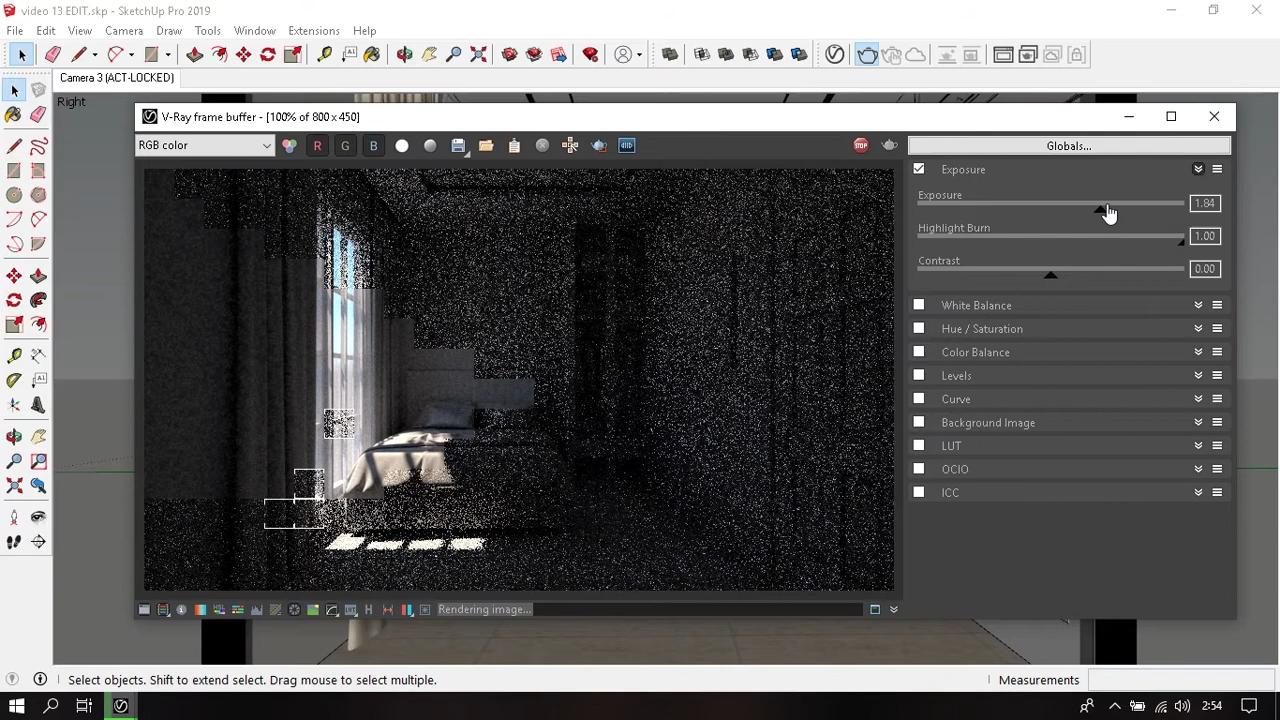 video 13 EDIT.skp - SketchUp Pro 2019
File Edit View Camera Draw Tools Window Extensions Help
Camera 3 (ACT-LOCKED)
Right
V-Ray frame buffer - [100% of 800 x 450]
RGB color
R G B
STOP
Globals...
Exposure
Exposure
1.84
Highlight Burn
1.00
Contrast
0.00
White Balance
Hue / Saturation
Color Balance
Levels
Curve
Background Image
LUT
OCIO
ICC
H
Rendering image...
Select objects. Shift to extend select. Drag mouse to select multiple.
Measurements
2:54